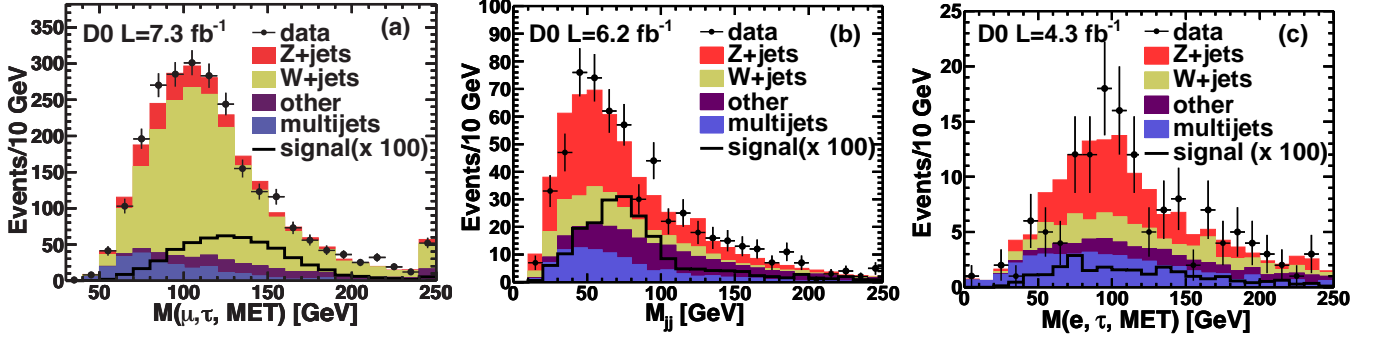 D0 L=7.3 fb⁻¹
(a)
data
Z+jets
W+jets
other
multijets
signal(x 100)
Events/10 GeV
0
50
100
150
200
250
300
350
50
100
150
200
250
M(μ,τ, MET) [GeV]
D0 L=6.2 fb⁻¹
(b)
data
Z+jets
W+jets
other
multijets
signal(x 100)
Events/10 GeV
0
10
20
30
40
50
60
70
80
90
100
0
50
100
150
200
250
Mjj [GeV]
D0 L=4.3 fb⁻¹
(c)
data
Z+jets
W+jets
other
multijets
signal (x 100)
Events/10 GeV
0
5
10
15
20
25
0
50
100
150
200
250
M(e, τ, MET) [GeV]